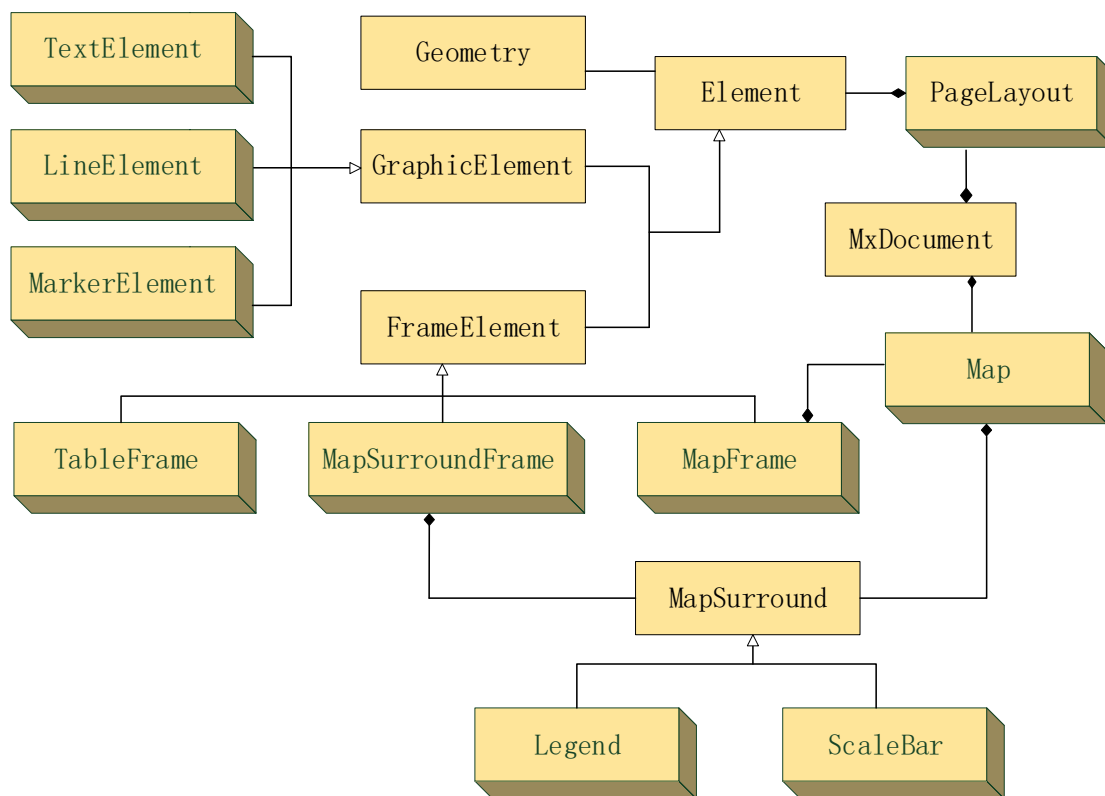 TextElement
Geometry
Element
PageLayout
LineElement
GraphicElement
MxDocument
MarkerElement
FrameElement
Map
TableFrame
MapSurroundFrame
MapFrame
MapSurround
Legend
ScaleBar